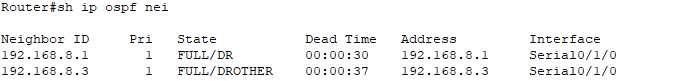 Router#sh ip ospf nei
Neighbor ID     Pri   State           Dead Time   Address         Interface
192.168.8.1       1   FULL/DR         00:00:30    192.168.8.1     Serial0/1/0
192.168.8.3       1   FULL/DROTHER    00:00:37    192.168.8.3     Serial0/1/0